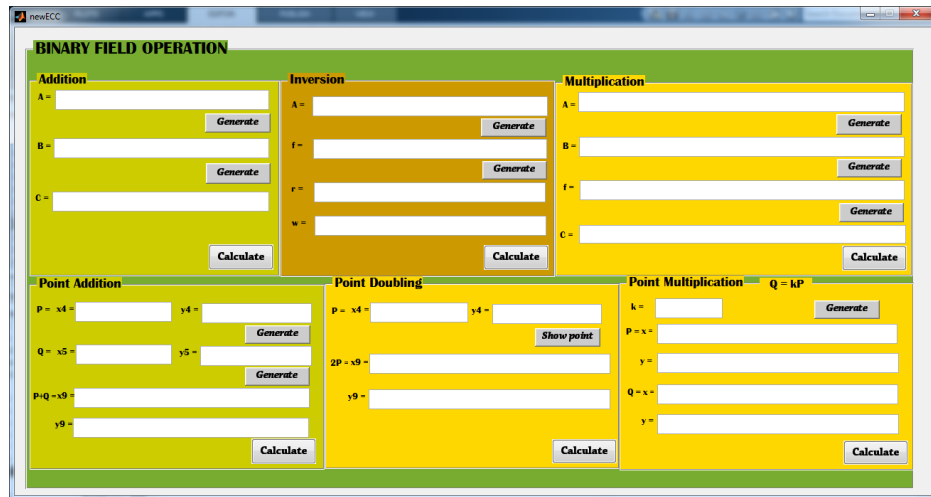 newECC
BINARY FIELD OPERATION
Addition
A =
Generate
B =
Generate
C =
Calculate
Inversion
A =
Generate
f =
Generate
r =
w =
Calculate
Multiplication
A =
Generate
B =
Generate
f =
Generate
C =
Calculate
Point Addition
P = x4 = y4 =
Generate
Q = x5 = y5 =
Generate
P+Q =x9 =
y9 =
Calculate
Point Doubling
P = x4 = y4 =
Show point
2P = x9 =
y9 =
Calculate
Point Multiplication Q = kP
k = Generate
P = x =
y =
Q = x =
y =
Calculate